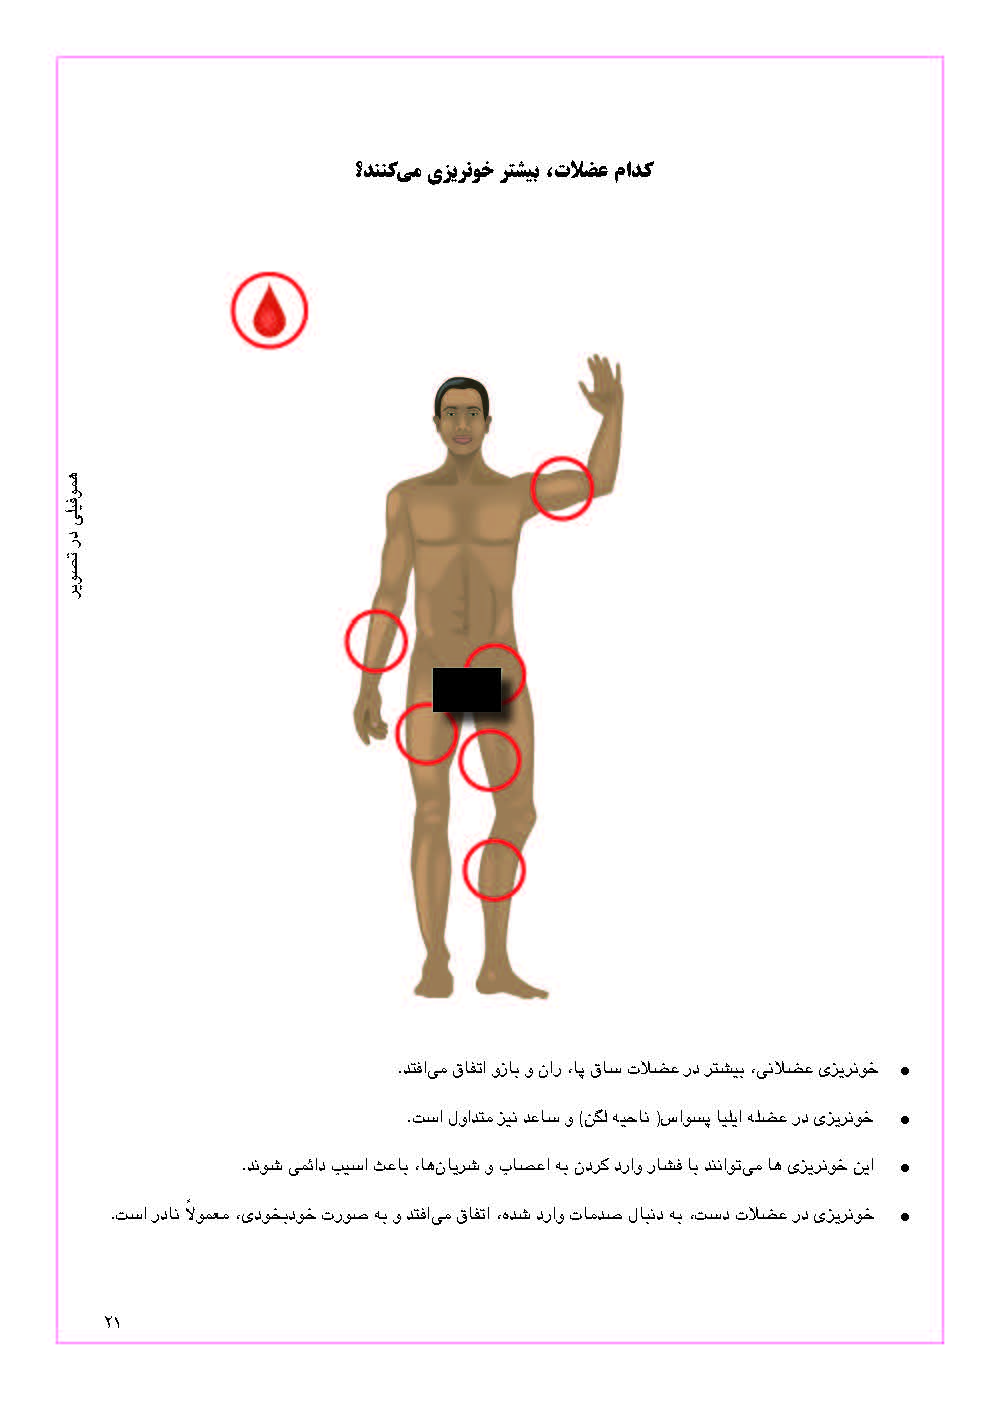 کدام عضلات، بیشتر خونریزی می‌کنند؟
هموفیلی در تصویر
خونریزی عضلانی، بیشتر در عضلات ساق پا، ران و بازو اتفاق می‌افتد.
خونریزی در عضله ایلیا پسواس( ناحیه لگن) و ساعد نیز متداول است.
این خونریزی ها می‌توانند با فشار وارد کردن به اعصاب و شریان‌ها، باعث اسیب دائمی شوند.
خونریزی در عضلات دست، به دنبال صدمات وارد شده، اتفاق می‌افتد و به صورت خودبخودی، معمولاً نادر است.
۲۱